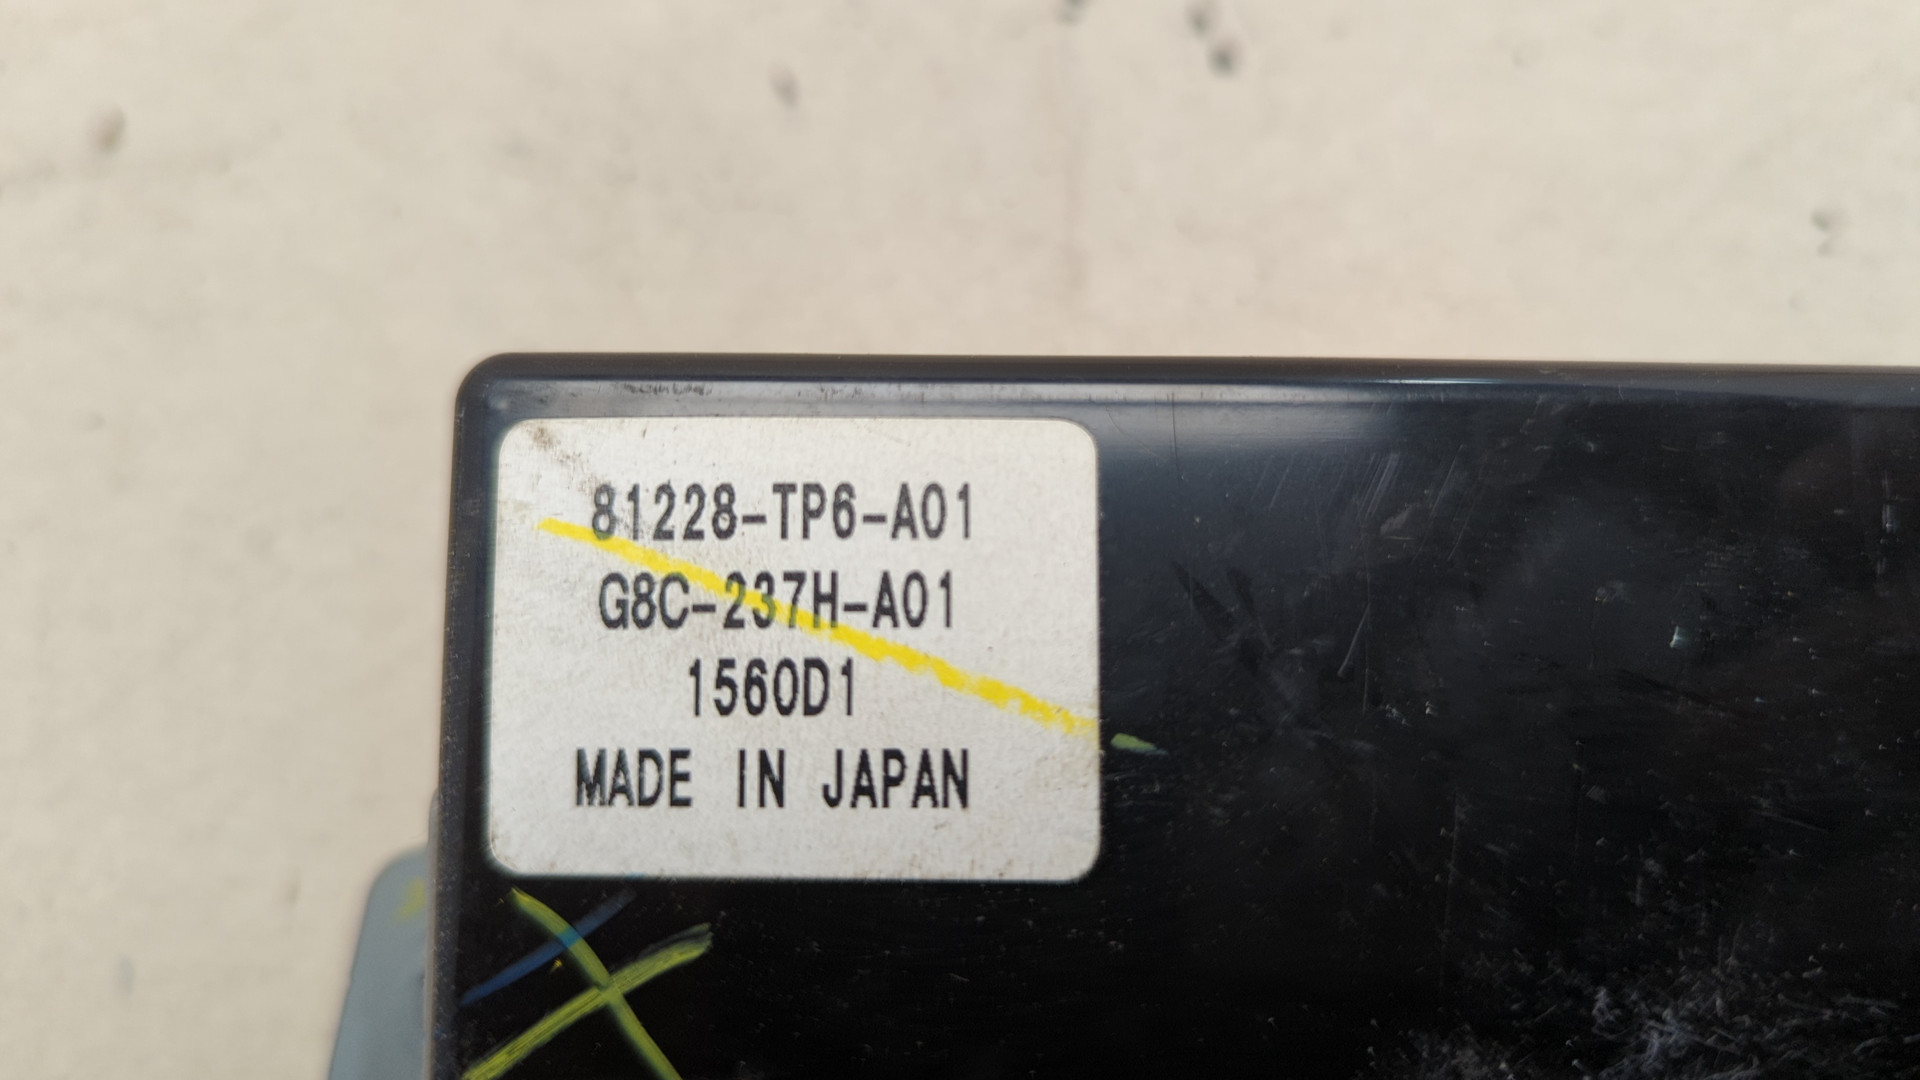 81228-TP6-A01
G8C-237H-A01
1560D1
MADE IN JAPAN